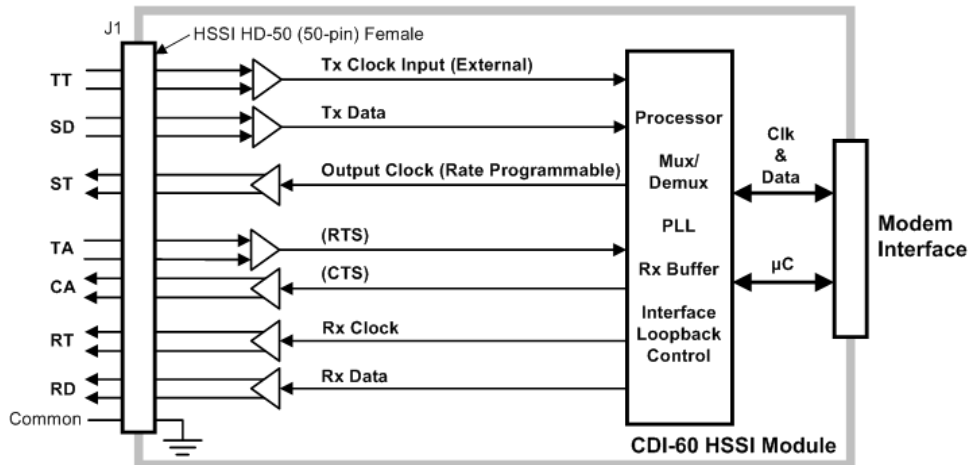 J1
HSSI HD-50 (50-pin) Female
TT
Tx Clock Input (External)
SD
Tx Data
ST
Output Clock (Rate Programmable)
TA
(RTS)
CA
(CTS)
RT
Rx Clock
RD
Rx Data
Common
Processor
Mux/
Demux
PLL
Rx Buffer
Interface
Loopback
Control
Clk
&
Data
µC
Modem
Interface
CDI-60 HSSI Module